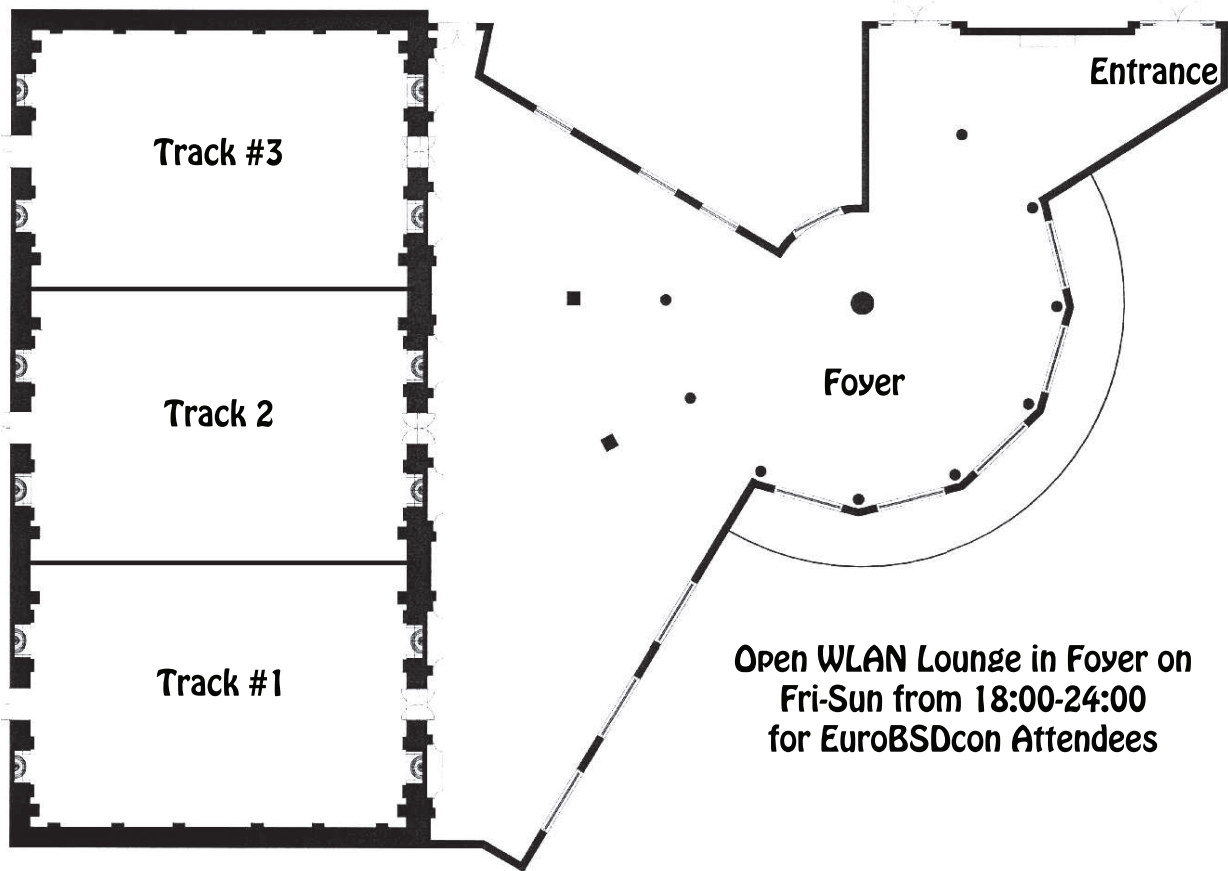 Entrance
Track #3
Foyer
Track 2
Track #1
Open WLAN Lounge in Foyer on
Fri-Sun from 18:00-24:00
for EuroBSDcon Attendees